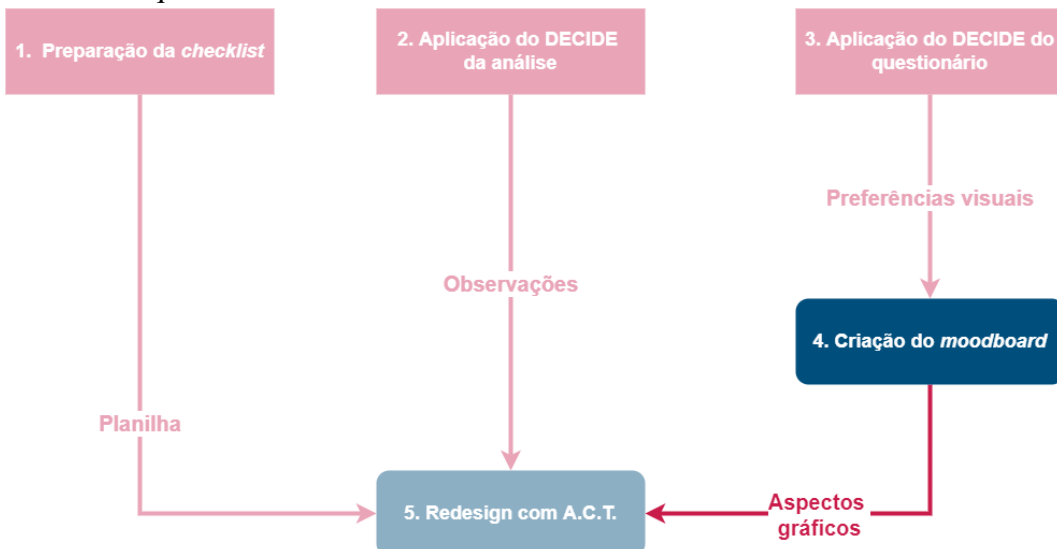 1. Preparação da checklist
2. Aplicação do DECIDE
da análise
3. Aplicação do DECIDE do
questionário
Preferências visuais
Observações
4. Criação do moodboard
Planilha
5. Redesign com A.C.T.
Aspectos
gráficos